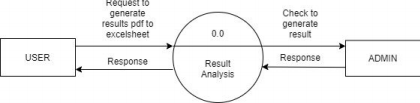 Request to
generate
results pdf to
excelsheet
Check to
generate
result
0.0
USER
Response
Result
Analysis
Response
ADMIN